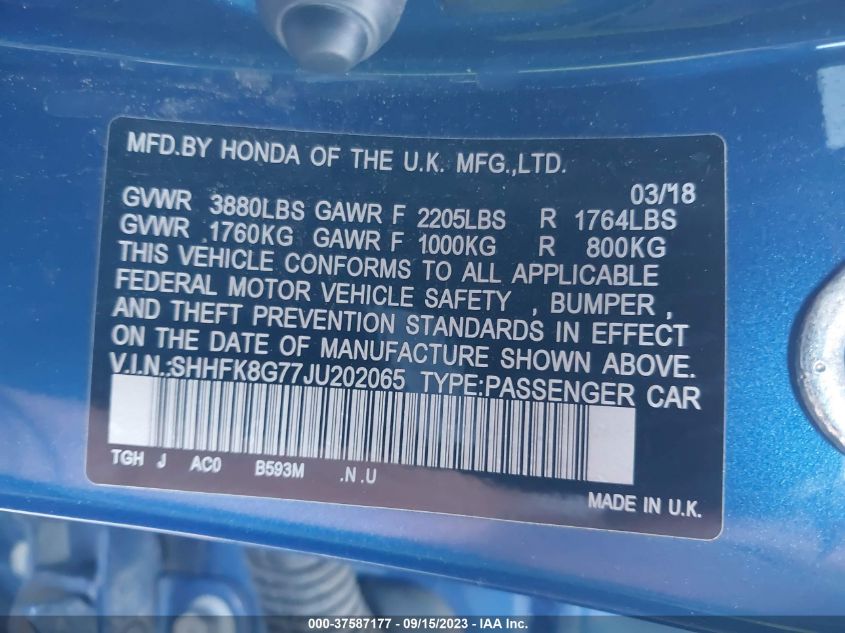 MFD.BY HONDA OF THE U.K. MFG.,LTD.
03/'18
GVWR 3880LBS GAWR F 2205LBS R 1764LBS
GVWR 1760KG GAWR F 1000KG R 800KG
THIS VEHICLE CONFORMS TO ALL APPLICABLE
FEDERAL MOTOR VEHICLE SAFETY , BUMPER ,
AND THEFT PREVENTION STANDARDS IN EFFECT
ON THE DATE OF MANUFACTURE SHOWN ABOVE.
V.I.N.:SHHFK8G77JU202065 TYPE:PASSENGER CAR
TGH J AC0 B593M .N .U
MADE IN U.K.
000-37587177 - 09/15/2023 - IAA Inc.